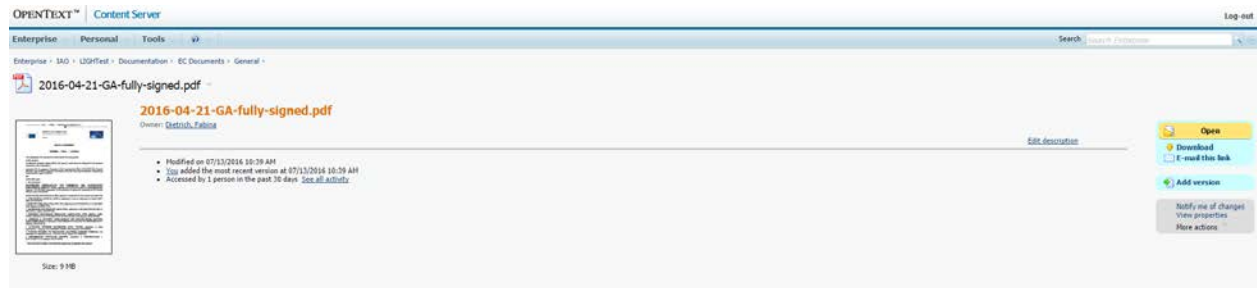 OPENTEXT™ Content Server
Log-out
Enterprise Personal Tools
Search
Enterprise › IAO › LIGHTest › Documentation › EC Documents › General ›
2016-04-21-GA-fully-signed.pdf
2016-04-21-GA-fully-signed.pdf
Owner: Dietrich, Fabina
Edit description
• Modified on 07/13/2016 10:39 AM
• You added the most recent version at 07/13/2016 10:39 AM
• Accessed by 1 person in the past 30 days See all activity
Size: 9 MB
Open
Download
E-mail this link
Add version
Notify me of changes
View properties
More actions